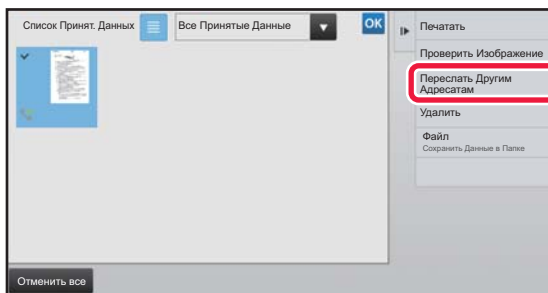 Список Принят. Данных
Все Принятые Данные
OK
Печатать
Проверить Изображение
Переслать Другим
Адресатам
Удалить
Файл
Сохранить Данные в Папке
Отменить все